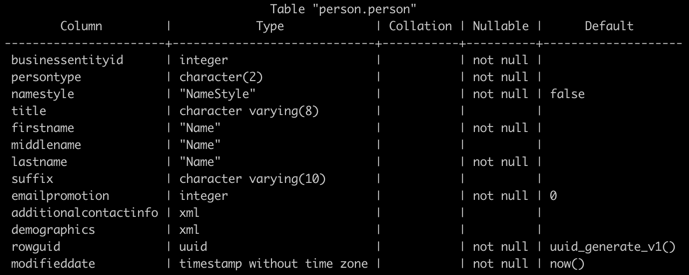 Table "person.person"
        Column         |            Type             | Collation | Nullable |      Default
-----------------------+-----------------------------+-----------+----------+--------------------
 businessentityid      | integer                     |           | not null |
 persontype            | character(2)                |           | not null |
 namestyle             | "NameStyle"                 |           | not null | false
 title                 | character varying(8)        |           |          |
 firstname             | "Name"                      |           | not null |
 middlename            | "Name"                      |           |          |
 lastname              | "Name"                      |           | not null |
 suffix                | character varying(10)       |           |          |
 emailpromotion        | integer                     |           | not null | 0
 additionalcontactinfo | xml                         |           |          |
 demographics          | xml                         |           |          |
 rowguid               | uuid                        |           | not null | uuid_generate_v1()
 modifieddate          | timestamp without time zone |           | not null | now()